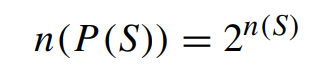 n(P(S)) = 2^{n(S)}